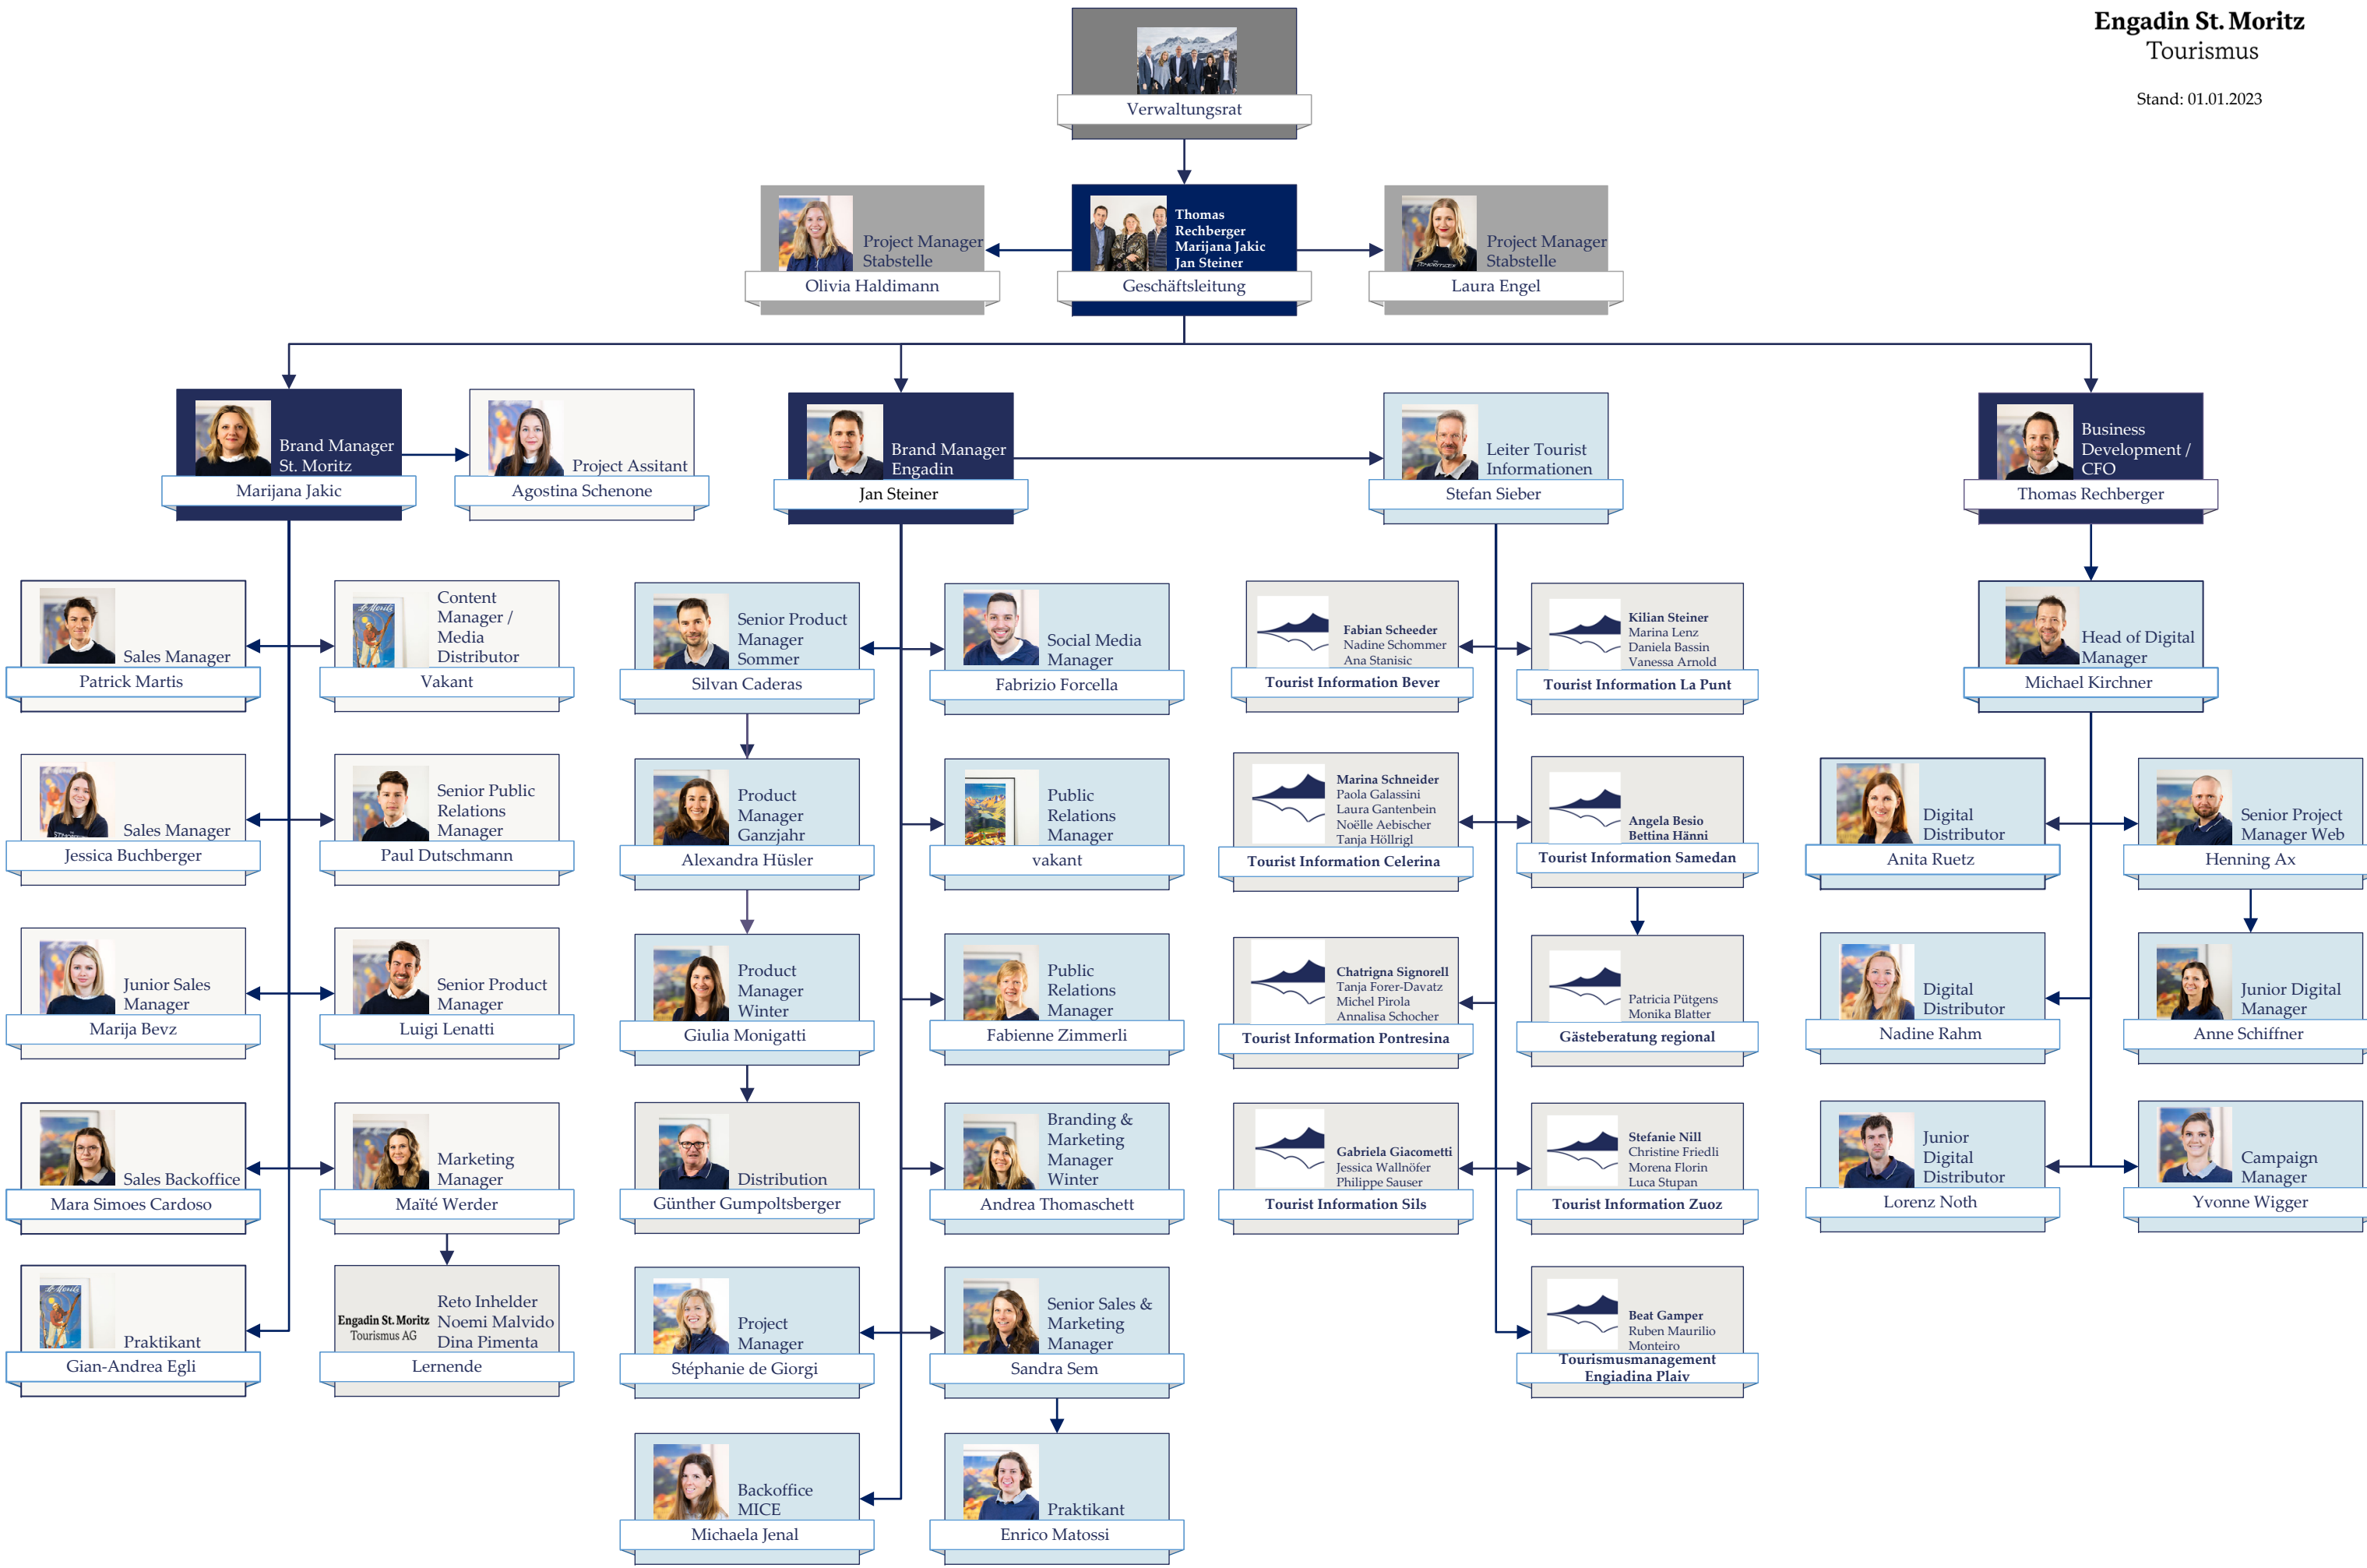 Engadin St. Moritz
Tourismus
Stand: 01.01.2023
Verwaltungsrat
Project Manager
Stabstelle
Olivia Haldimann
Thomas
Rechberger
Marijana Jakic
Jan Steiner
Geschäftsleitung
Project Manager
Stabstelle
Laura Engel
Brand Manager
St. Moritz
Marijana Jakic
Project Assitant
Agostina Schenone
Brand Manager
Engadin
Jan Steiner
Leiter Tourist
Informationen
Stefan Sieber
Business
Development /
CFO
Thomas Rechberger
Sales Manager
Patrick Martis
Content
Manager /
Media
Distributor
Vakant
Senior Product
Manager
Sommer
Silvan Caderas
Social Media
Manager
Fabrizio Forcella
Fabian Scheeder
Nadine Schommer
Ana Stanisic
Tourist Information Bever
Kilian Steiner
Marina Lenz
Daniela Bassin
Vanessa Arnold
Tourist Information La Punt
Head of Digital
Manager
Michael Kirchner
Sales Manager
Jessica Buchberger
Senior Public
Relations
Manager
Paul Dutschmann
Product
Manager
Ganzjahr
Alexandra Hüsler
Public
Relations
Manager
vakant
Marina Schneider
Paola Galassini
Laura Gantenbein
Noëlle Aebischer
Tanja Höllrigl
Tourist Information Celerina
Angela Besio
Bettina Hänni
Tourist Information Samedan
Digital
Distributor
Anita Ruetz
Senior Project
Manager Web
Henning Ax
Junior Sales
Manager
Marija Bevz
Senior Product
Manager
Luigi Lenatti
Product
Manager
Winter
Giulia Monigatti
Public
Relations
Manager
Fabienne Zimmerli
Chatrigna Signorell
Tanja Forer-Davatz
Michel Pirola
Annalisa Schocher
Tourist Information Pontresina
Patricia Pütgens
Monika Blatter
Gästeberatung regional
Digital
Distributor
Nadine Rahm
Junior Digital
Manager
Anne Schiffner
Sales Backoffice
Mara Simoes Cardoso
Marketing
Manager
Maïté Werder
Distribution
Günther Gumpoltsberger
Branding &
Marketing
Manager
Winter
Andrea Thomaschett
Gabriela Giacometti
Jessica Wallnöfer
Philippe Sauser
Tourist Information Sils
Stefanie Nill
Christine Friedli
Morena Florin
Luca Stupan
Tourist Information Zuoz
Junior
Digital
Distributor
Lorenz Noth
Campaign
Manager
Yvonne Wigger
Praktikant
Gian-Andrea Egli
Engadin St. Moritz
Tourismus AG
Reto Inhelder
Noemi Malvido
Dina Pimenta
Lernende
Project
Manager
Stéphanie de Giorgi
Senior Sales &
Marketing
Manager
Sandra Sem
Beat Gamper
Ruben Maurilio
Monteiro
Tourismusmanagement
Engiadina Plaiv
Backoffice
MICE
Michaela Jenal
Praktikant
Enrico Matossi